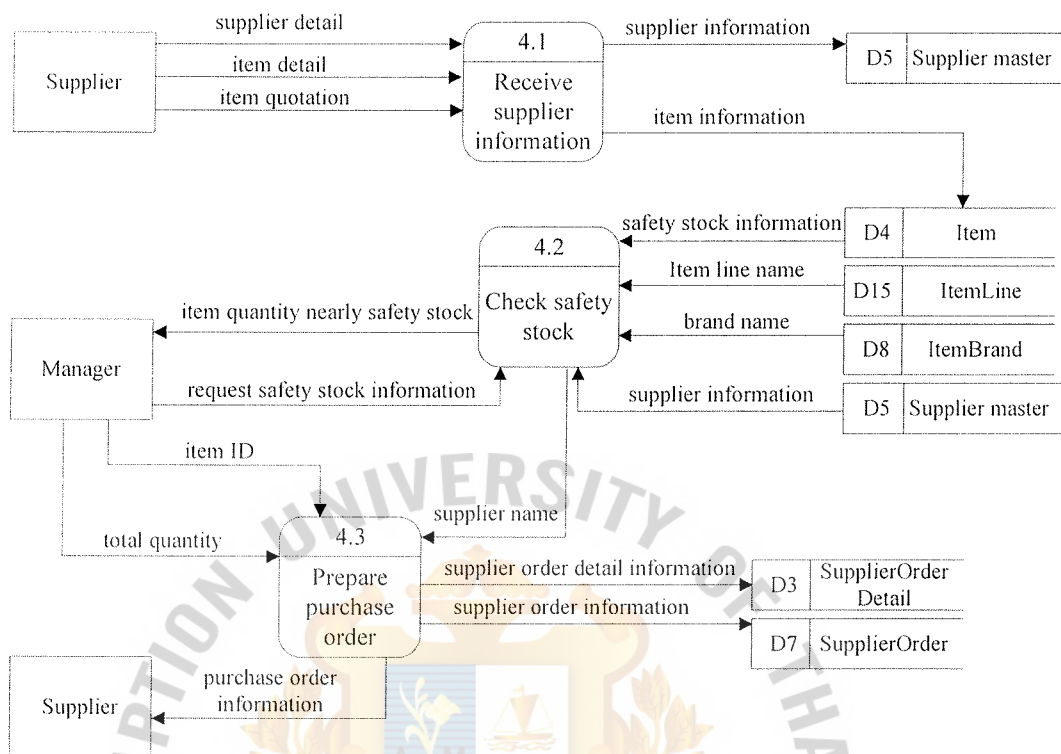 supplier detail
item detail
item quotation
Supplier
4.1
Receive
supplier
information
supplier information
D5 Supplier master
item information
safety stock information
D4 Item
4.2
Check safety
stock
Item line name
D15 ItemLine
brand name
D8 ItemBrand
supplier information
D5 Supplier master
item quantity nearly safety stock
Manager
request safety stock information
item ID
total quantity
supplier name
4.3
Prepare
purchase
order
supplier order detail information
D3 SupplierOrder
Detail
supplier order information
D7 SupplierOrder
purchase order
information
Supplier
UNIVERSITY OF